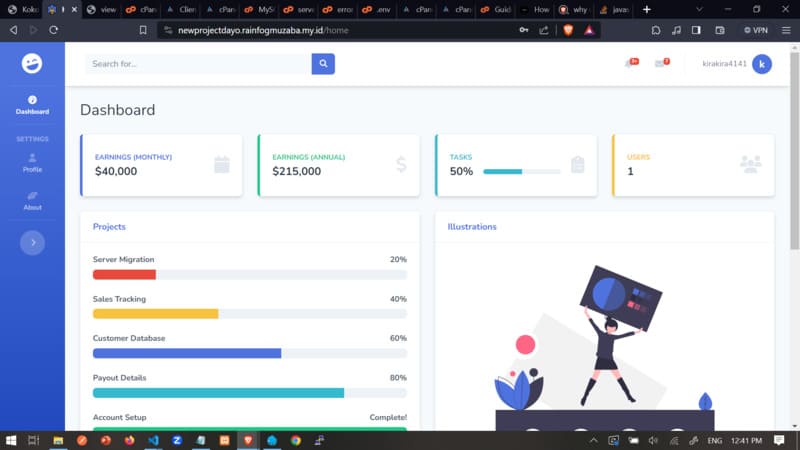 Koko
view
cPan
Clien
cPan
MyS
serve
error
.env
cPan
cPan
Guid
How
why
javas
newprojectdayo.rainfogmuzaba.my.id/home
VPN
Search for...
3+
7
kirakira4141
k
Dashboard
SETTINGS
Profile
About
Dashboard
EARNINGS (MONTHLY)
$40,000
EARNINGS (ANNUAL)
$215,000
TASKS
50%
USERS
1
Projects
Illustrations
Server Migration 20%
Sales Tracking 40%
Customer Database 60%
Payout Details 80%
Account Setup Complete!
ENG
12:41 PM